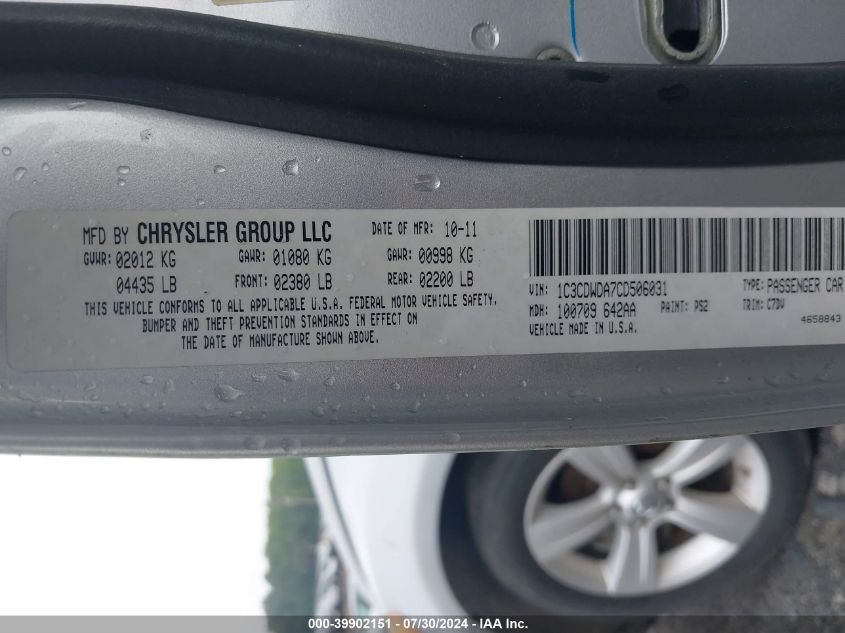 MFD BY CHRYSLER GROUP LLC DATE OF MFR: 10-11
GVWR: 02012 KG GAWR: 01080 KG GAWR: 00998 KG
04435 LB FRONT: 02380 LB REAR: 02200 LB
THIS VEHICLE CONFORMS TO ALL APPLICABLE U.S.A. FEDERAL MOTOR VEHICLE SAFETY,
BUMPER AND THEFT PREVENTION STANDARDS IN EFFECT ON
THE DATE OF MANUFACTURE SHOWN ABOVE.
VIN: 1C3CDWDA7CD506031 TYPE: PASSENGER CAR
MDH: 100709 642AA PAINT: PS2 TRIM: C7DV
VEHICLE MADE IN U.S.A. 4658843
000-39902151 - 07/30/2024 - IAA Inc.